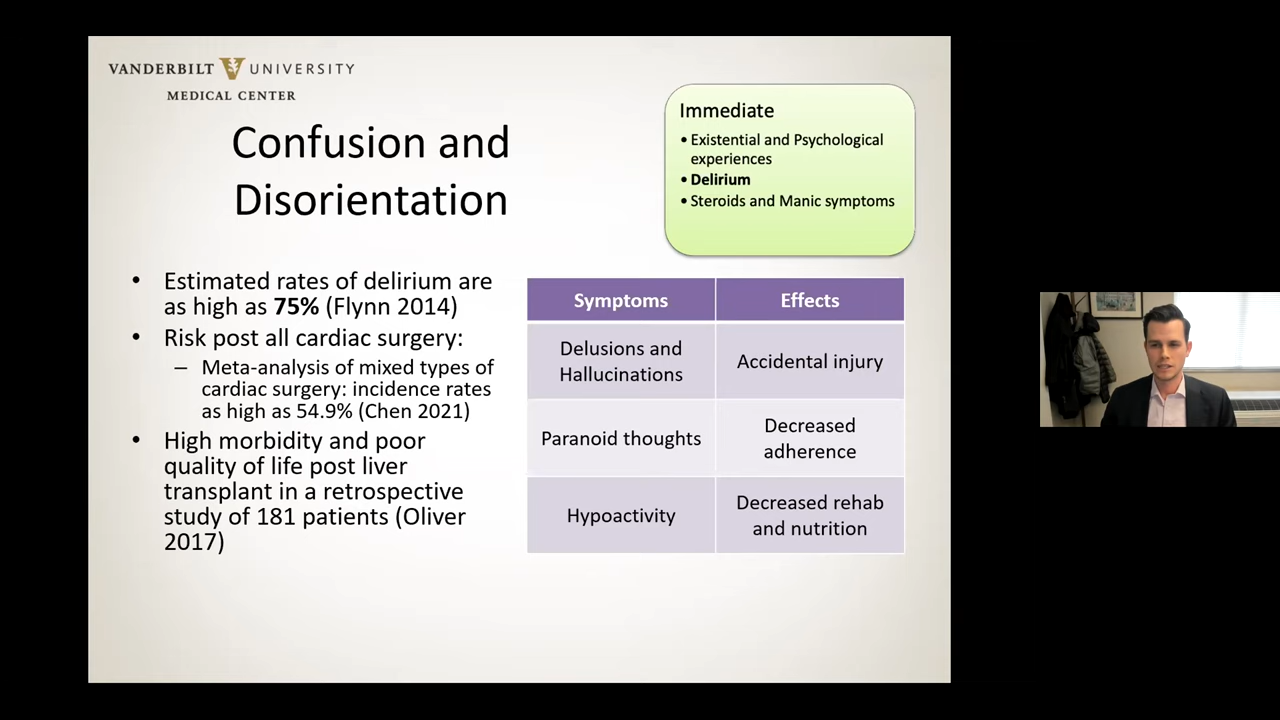 VANDERBILT UNIVERSITY
MEDICAL CENTER
Confusion and
Disorientation
Immediate
• Existential and Psychological
experiences
• Delirium
• Steroids and Manic symptoms
• Estimated rates of delirium are
as high as 75% (Flynn 2014)
• Risk post all cardiac surgery:
– Meta-analysis of mixed types of
cardiac surgery: incidence rates
as high as 54.9% (Chen 2021)
• High morbidity and poor
quality of life post liver
transplant in a retrospective
study of 181 patients (Oliver
2017)
Symptoms Effects
Delusions and
Hallucinations
Accidental injury
Paranoid thoughts
Decreased
adherence
Hypoactivity
Decreased rehab
and nutrition